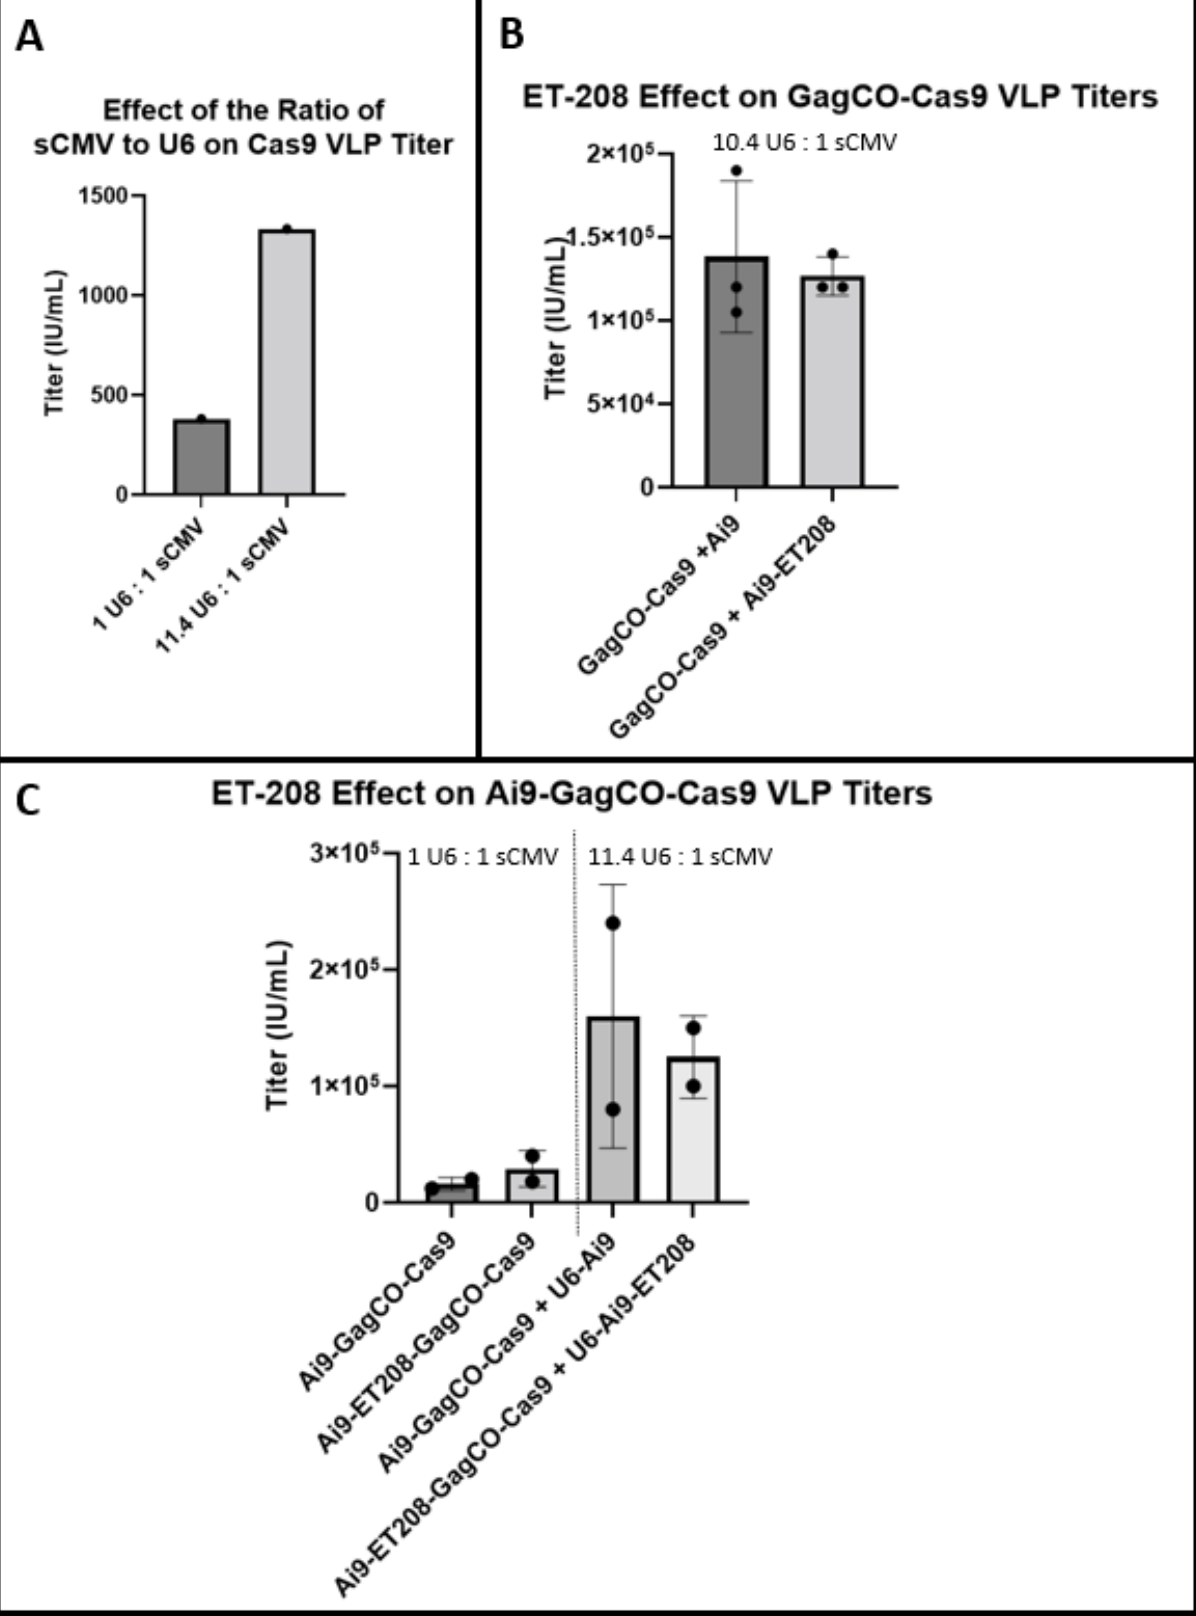 A
Effect of the Ratio of
sCMV to U6 on Cas9 VLP Titer
Titer (IU/mL)
1500
1000
500
0
1 U6 : 1 sCMV
11.4 U6 : 1 sCMV
B
ET-208 Effect on GagCO-Cas9 VLP Titers
10.4 U6 : 1 sCMV
Titer (IU/mL)
2×10⁵
1.5×10⁵
1×10⁵
5×10⁴
0
GagCO-Cas9 +Ai9
GagCO-Cas9 + Ai9-ET208
C
ET-208 Effect on Ai9-GagCO-Cas9 VLP Titers
1 U6 : 1 sCMV
11.4 U6 : 1 sCMV
Titer (IU/mL)
3×10⁵
2×10⁵
1×10⁵
0
Ai9-GagCO-Cas9
Ai9-ET208-GagCO-Cas9
Ai9-GagCO-Cas9 + U6-Ai9
Ai9-ET208-GagCO-Cas9 + U6-Ai9-ET208